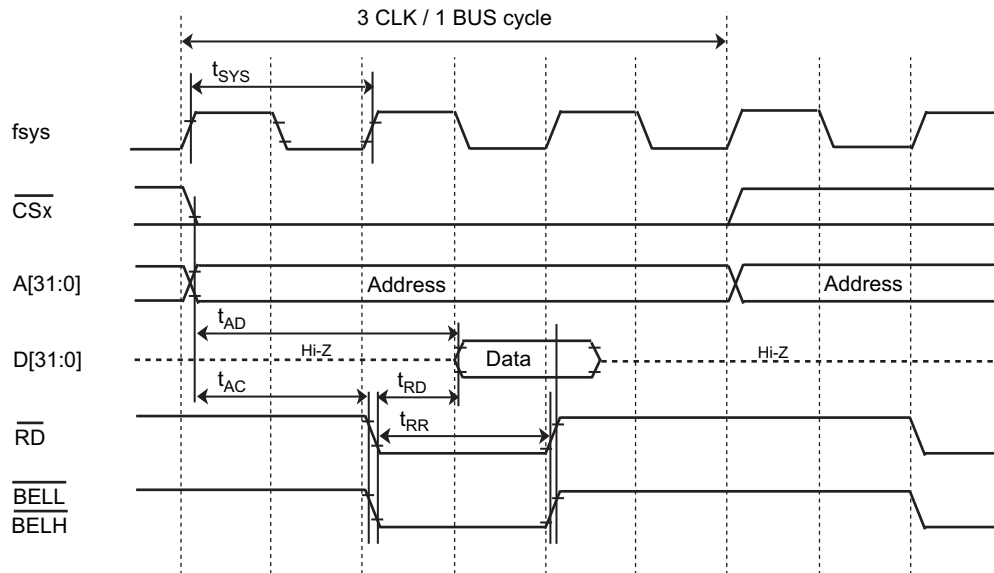 3 CLK / 1 BUS cycle
tSYS
fsys
CSx
A[31:0]
Address
Address
tAD
D[31:0]
Hi-Z
Data
Hi-Z
tAC
tRD
RD
tRR
BELL
BELH